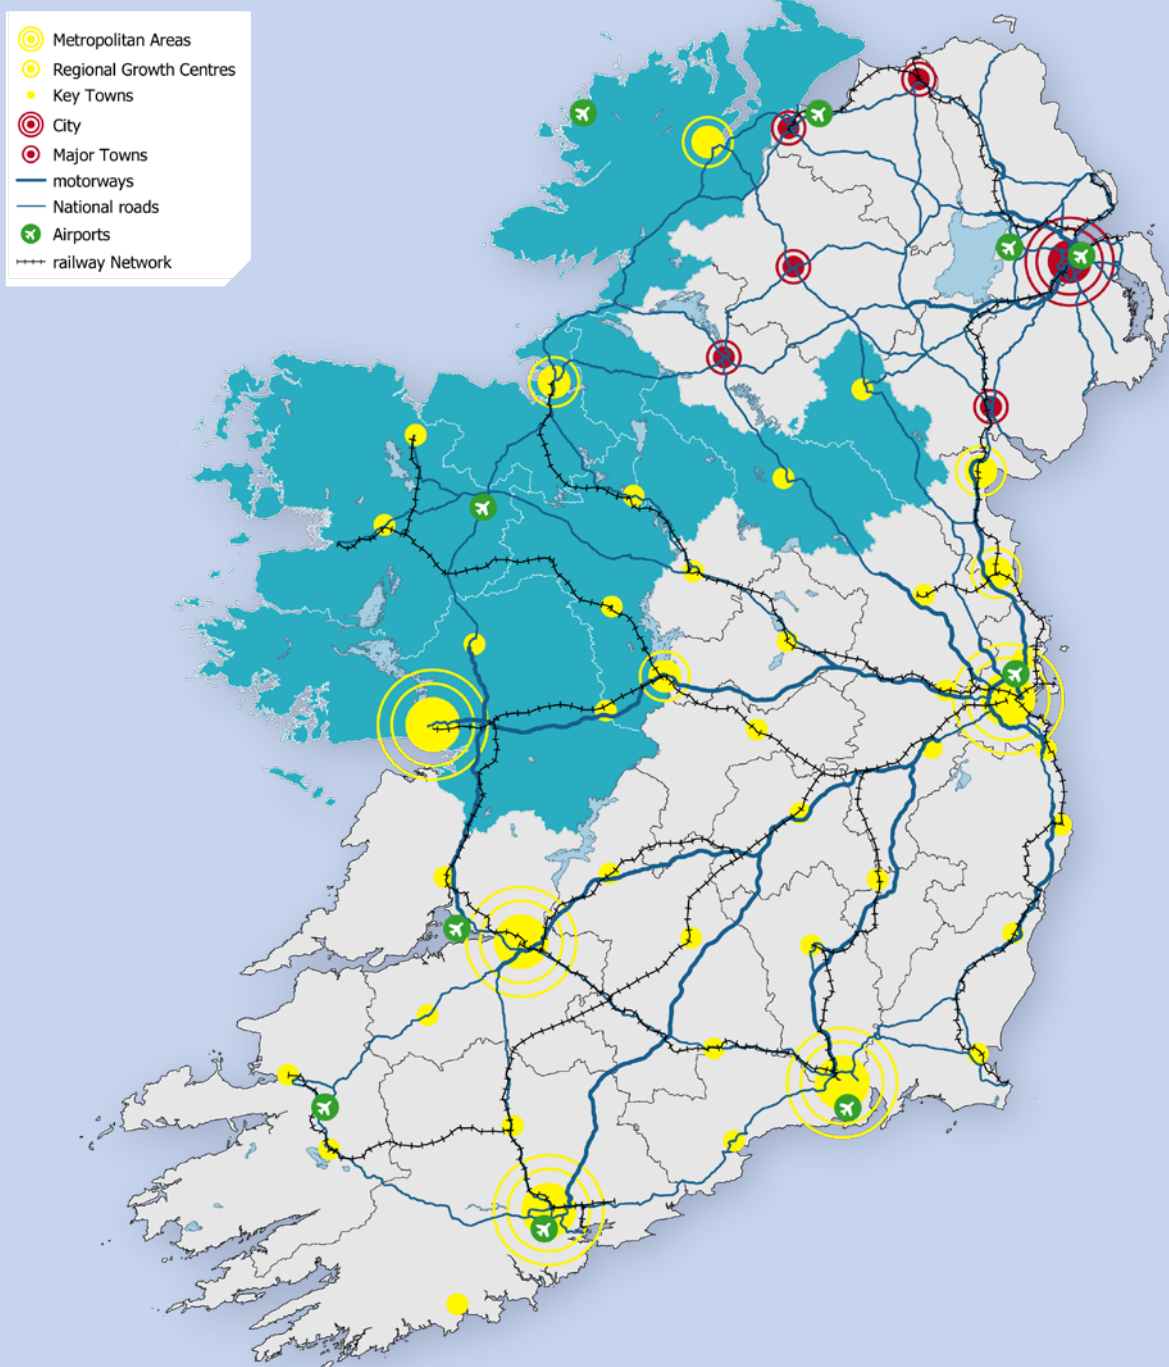 Metropolitan Areas
Regional Growth Centres
Key Towns
City
Major Towns
motorways
National roads
Airports
railway Network